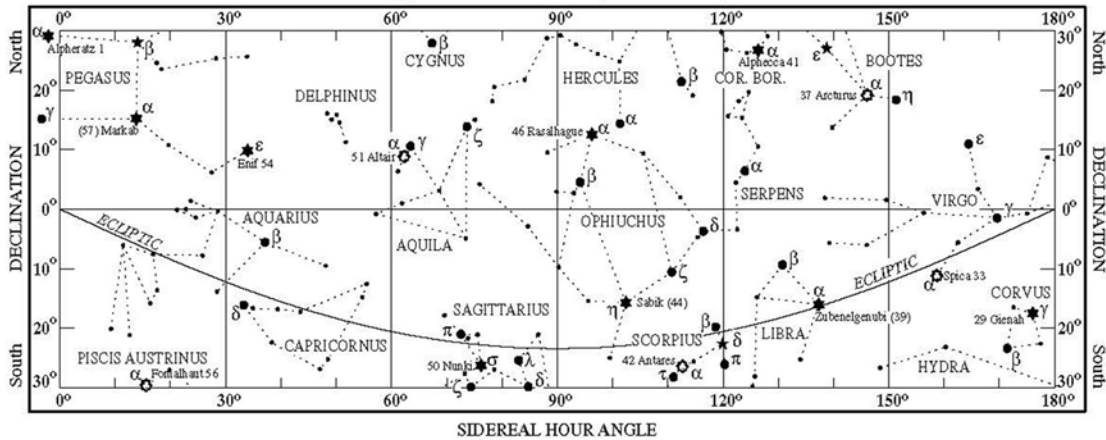 0° 30° 60° 90° 120° 150° 180°
North 30° α β β β α ε 30° North
Alpheratz 1 Alphecca 41 BOOTES
PEGASUS CYGNUS HERCULES COR. BOR.
20° DELPHINUS 37 Arcturus α η 20°
γ α (57) Markab ζ 46 Rasalhague α α
10° ε Enif 54 α γ 51 Altair β α ε 10°
SERPENS VIRGO
DECLINATION 0 0 DECLINATION
ECLIPTIC AQUARIUS β AQUILA OPHIUCHUS δ γ
10° ζ β ECLIPTIC α Spica 33 10°
δ SAGITTARIUS η Sabik (44) α Zubenelgenubi (39) CORVUS γ 29 Gienah
20° CAPRICORNUS π SCORPIUS β δ LIBRA β 20°
PISCIS AUSTRINUS 50 Nunki σ λ 42 Antares α π HYDRA
South 30° α Fomalhaut 56 ζ δ τ 30° South
0° 30° 60° 90° 120° 150° 180°
SIDEREAL HOUR ANGLE